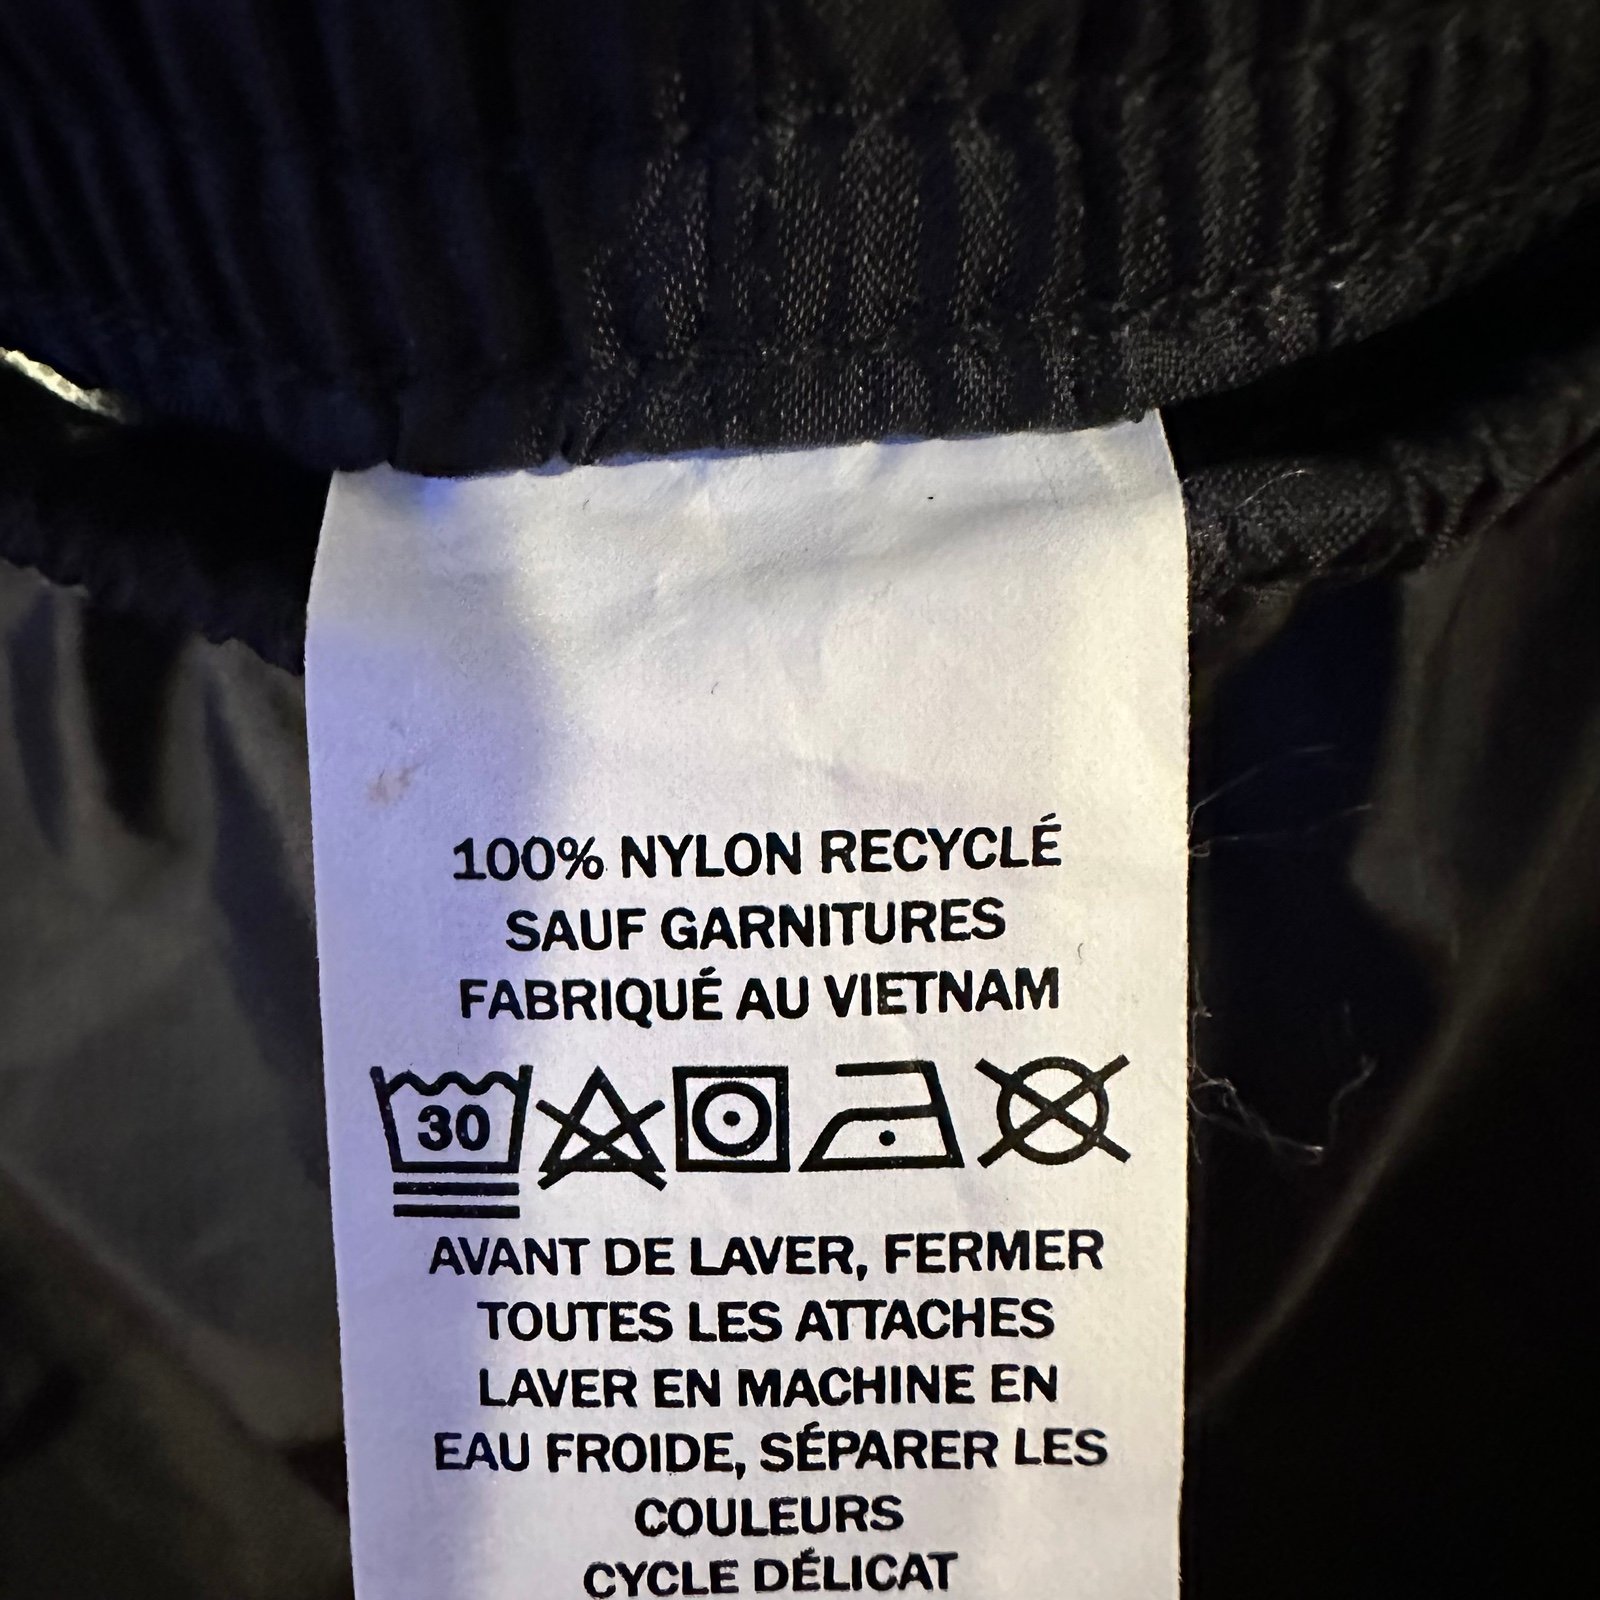 100% NYLON RECYCLÉ
SAUF GARNITURES
FABRIQUÉ AU VIETNAM
30
AVANT DE LAVER, FERMER
TOUTES LES ATTACHES
LAVER EN MACHINE EN
EAU FROIDE, SÉPARER LES
COULEURS
CYCLE DÉLICAT